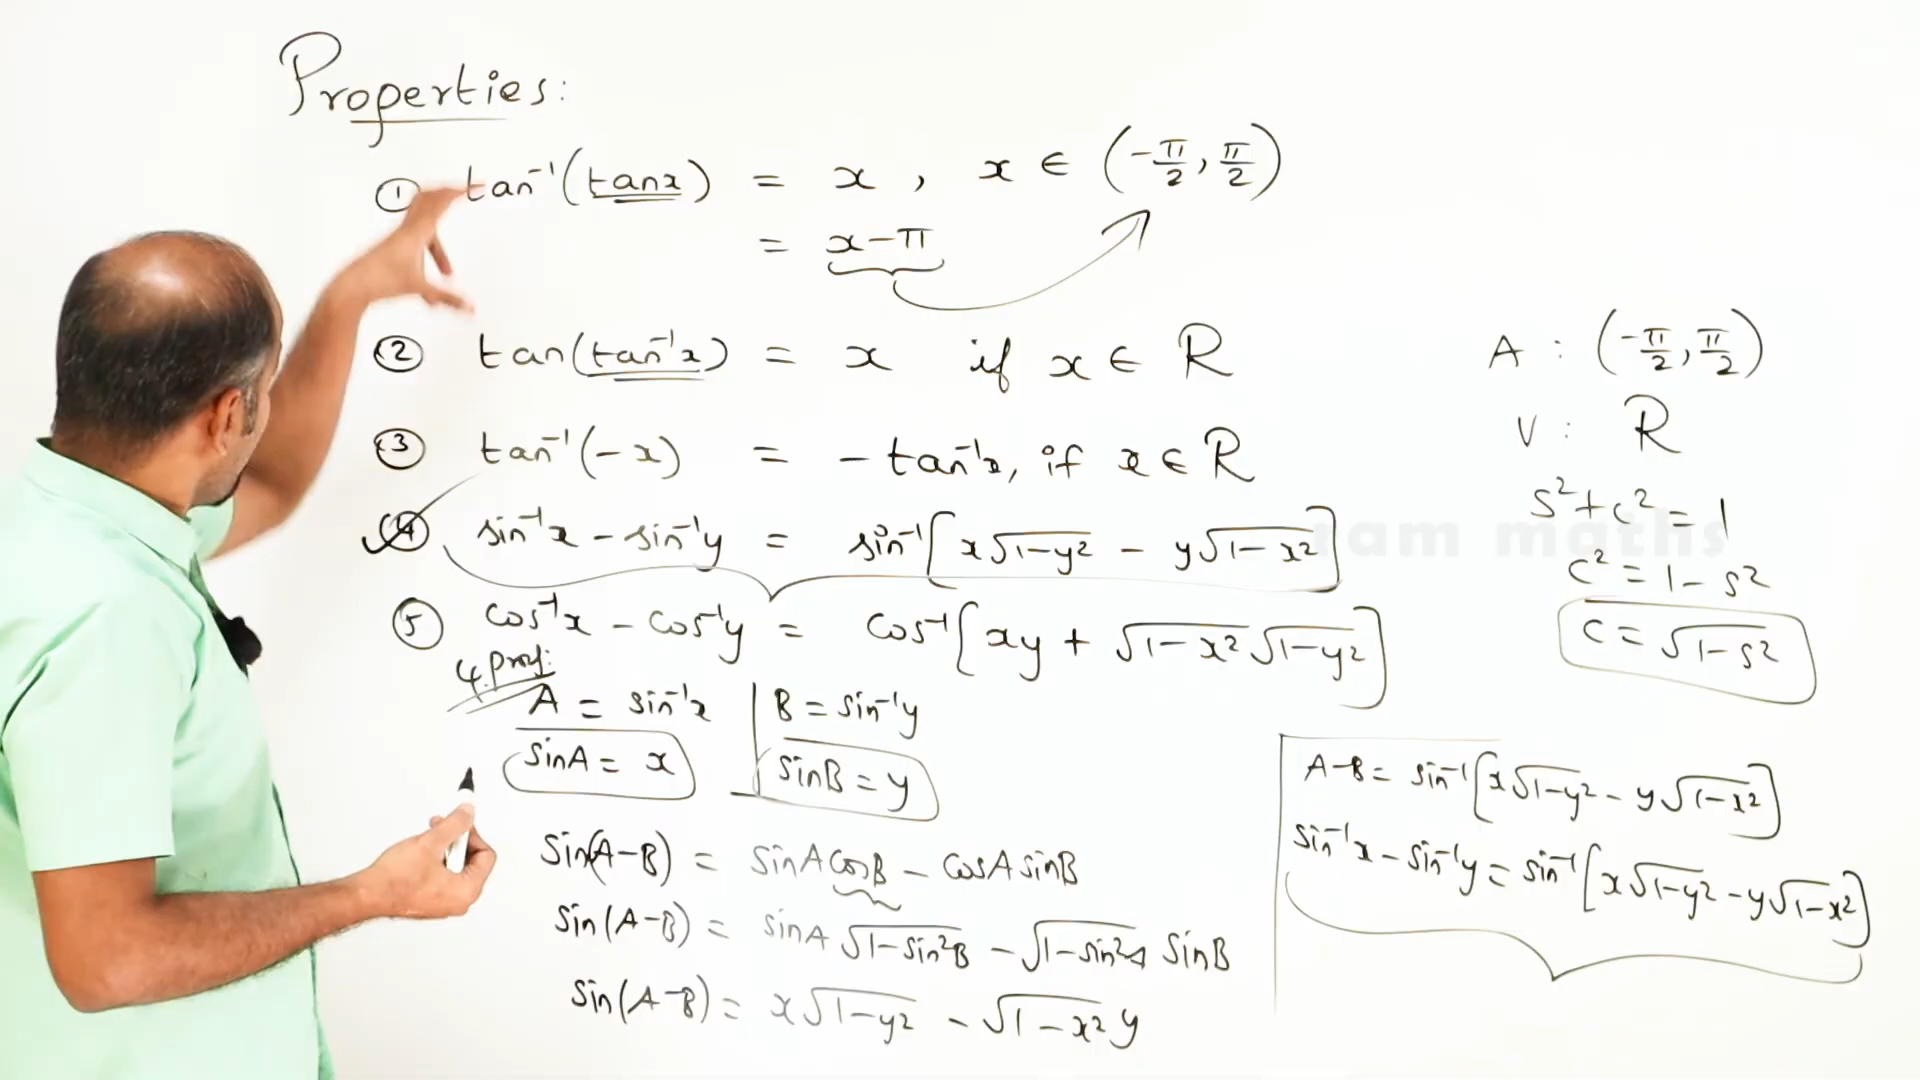 Properties:
① tan⁻¹(tanx) = x , x ∈ (-π/2, π/2)
= x-π
② tan(tan⁻¹x) = x if x ∈ R
A : (-π/2, π/2)
③ tan⁻¹(-x) = -tan⁻¹x, if x ∈ R
V : R
④ sin⁻¹x - sin⁻¹y = sin⁻¹[x√1-y² - y√1-x²]
s²+c² = 1
ram maths
c² = 1-s²
⑤ cos⁻¹x - cos⁻¹y = cos⁻¹[xy + √1-x² √1-y²]
c = √1-s²
4. Proof:
A = sin⁻¹x | B = sin⁻¹y
sinA = x | sinB = y
Sin(A-B) = SinA CosB - CosA sinB
Sin(A-B) = SinA √1-sin²B - √1-sin²A SinB
Sin(A-B) = x√1-y² - √1-x² y
A-B = sin⁻¹[x√1-y² - y√1-x²]
sin⁻¹x - sin⁻¹y = sin⁻¹[x√1-y² - y√1-x²]